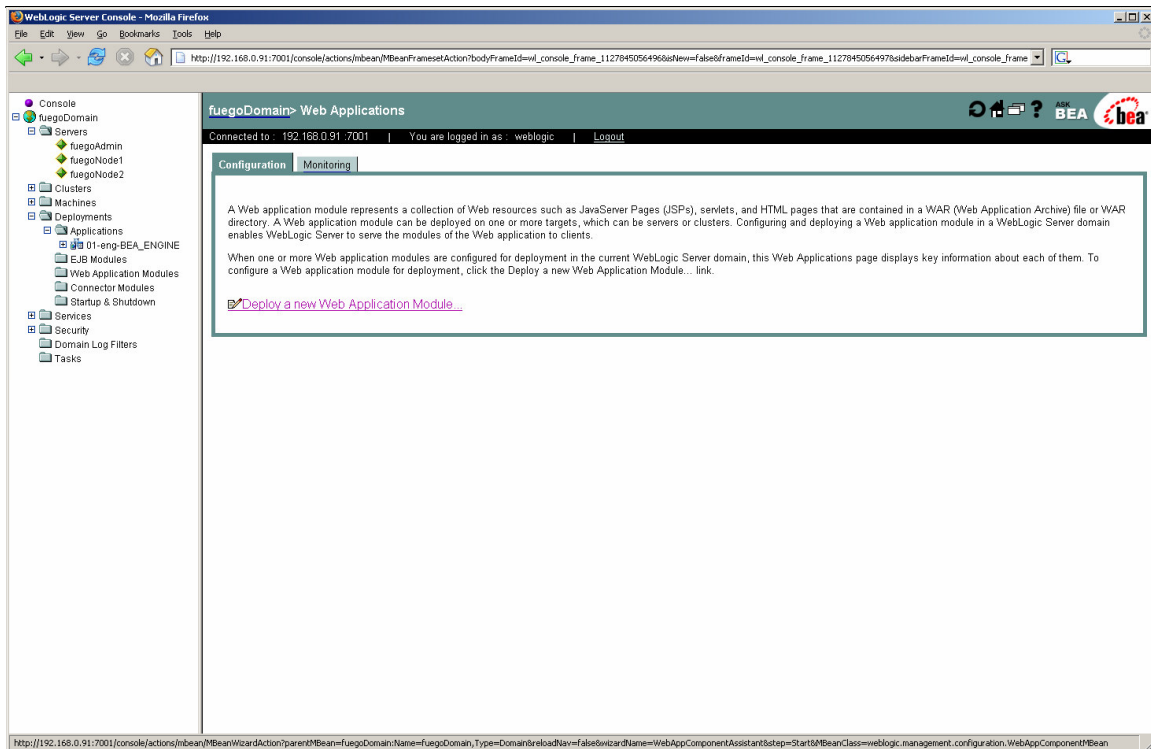 WebLogic Server Console - Mozilla Firefox
File Edit View Go Bookmarks Tools Help
http://192.168.0.91:7001/console/actions/mbean/MBeanFramesetAction?bodyFrameId=wl_console_frame_1127845056496&isNew=false&frameId=wl_console_frame_1127845056497&sidebarFrameId=wl_console_frame
Console
fuegoDomain
Servers
fuegoAdmin
fuegoNode1
fuegoNode2
Clusters
Machines
Deployments
Applications
01-eng-BEA_ENGINE
EJB Modules
Web Application Modules
Connector Modules
Startup & Shutdown
Services
Security
Domain Log Filters
Tasks
fuegoDomain> Web Applications
ASK BEA
bea
Connected to : 192.168.0.91 :7001 | You are logged in as : weblogic | Logout
Configuration Monitoring
A Web application module represents a collection of Web resources such as JavaServer Pages (JSPs), servlets, and HTML pages that are contained in a WAR (Web Application Archive) file or WAR
directory. A Web application module can be deployed on one or more targets, which can be servers or clusters. Configuring and deploying a Web application module in a WebLogic Server domain
enables WebLogic Server to serve the modules of the Web application to clients.
When one or more Web application modules are configured for deployment in the current WebLogic Server domain, this Web Applications page displays key information about each of them. To
configure a Web application module for deployment, click the Deploy a new Web Application Module... link.
Deploy a new Web Application Module...
http://192.168.0.91:7001/console/actions/mbean/MBeanWizardAction?parentMBean=fuegoDomain:Name=fuegoDomain,Type=Domain&reloadNav=false&wizardName=WebAppComponentAssistant&step=Start&MBeanClass=weblogic.management.configuration.WebAppComponentMBean